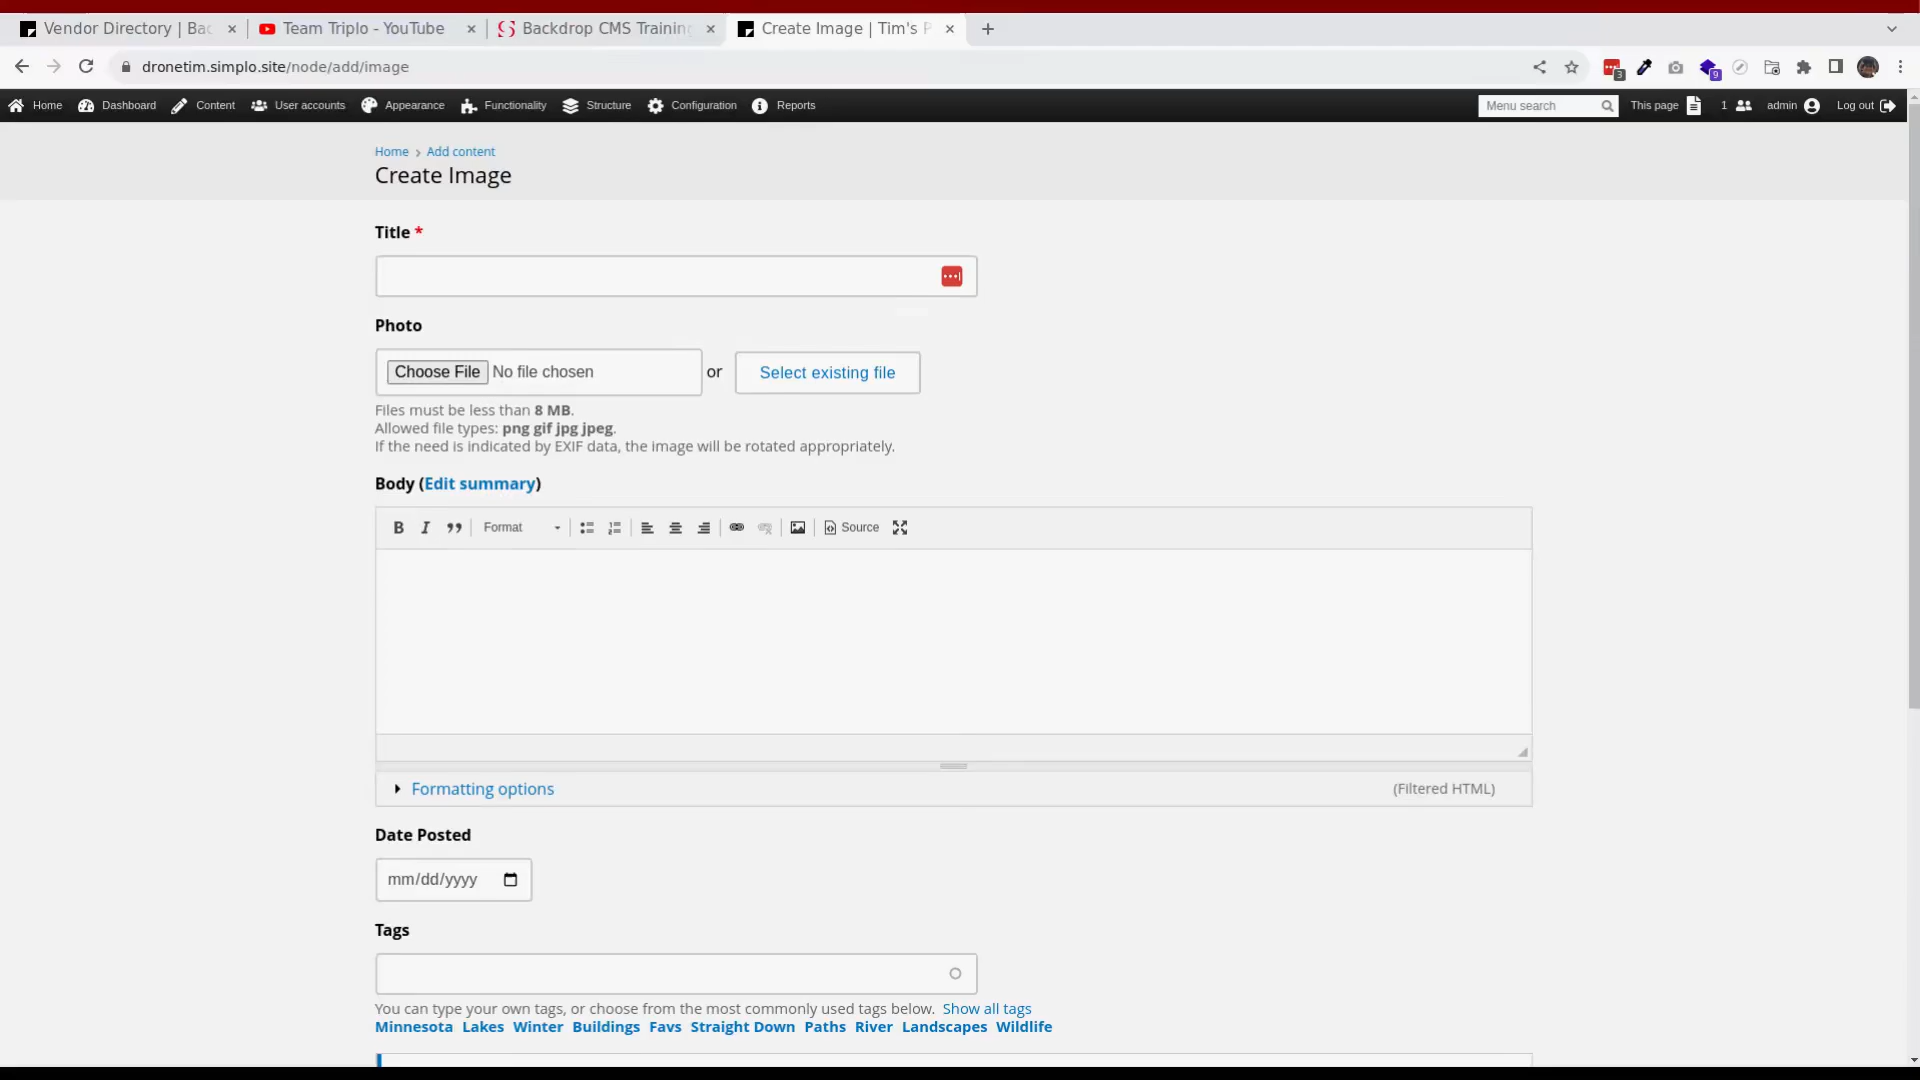 Vendor Directory | Bac
Team Triplo - YouTube
Backdrop CMS Training
Create Image | Tim's P
dronetim.simplo.site/node/add/image
3
9
Home
Dashboard
Content
User accounts
Appearance
Functionality
Structure
Configuration
Reports
Menu search
This page
1
admin
Log out
Home › Add content
Create Image
Title *
Photo
Choose File No file chosen or Select existing file
Files must be less than 8 MB.
Allowed file types: png gif jpg jpeg.
If the need is indicated by EXIF data, the image will be rotated appropriately.
Body (Edit summary)
B I Format Source
Formatting options (Filtered HTML)
Date Posted
mm/dd/yyyy
Tags
You can type your own tags, or choose from the most commonly used tags below. Show all tags
Minnesota Lakes Winter Buildings Favs Straight Down Paths River Landscapes Wildlife